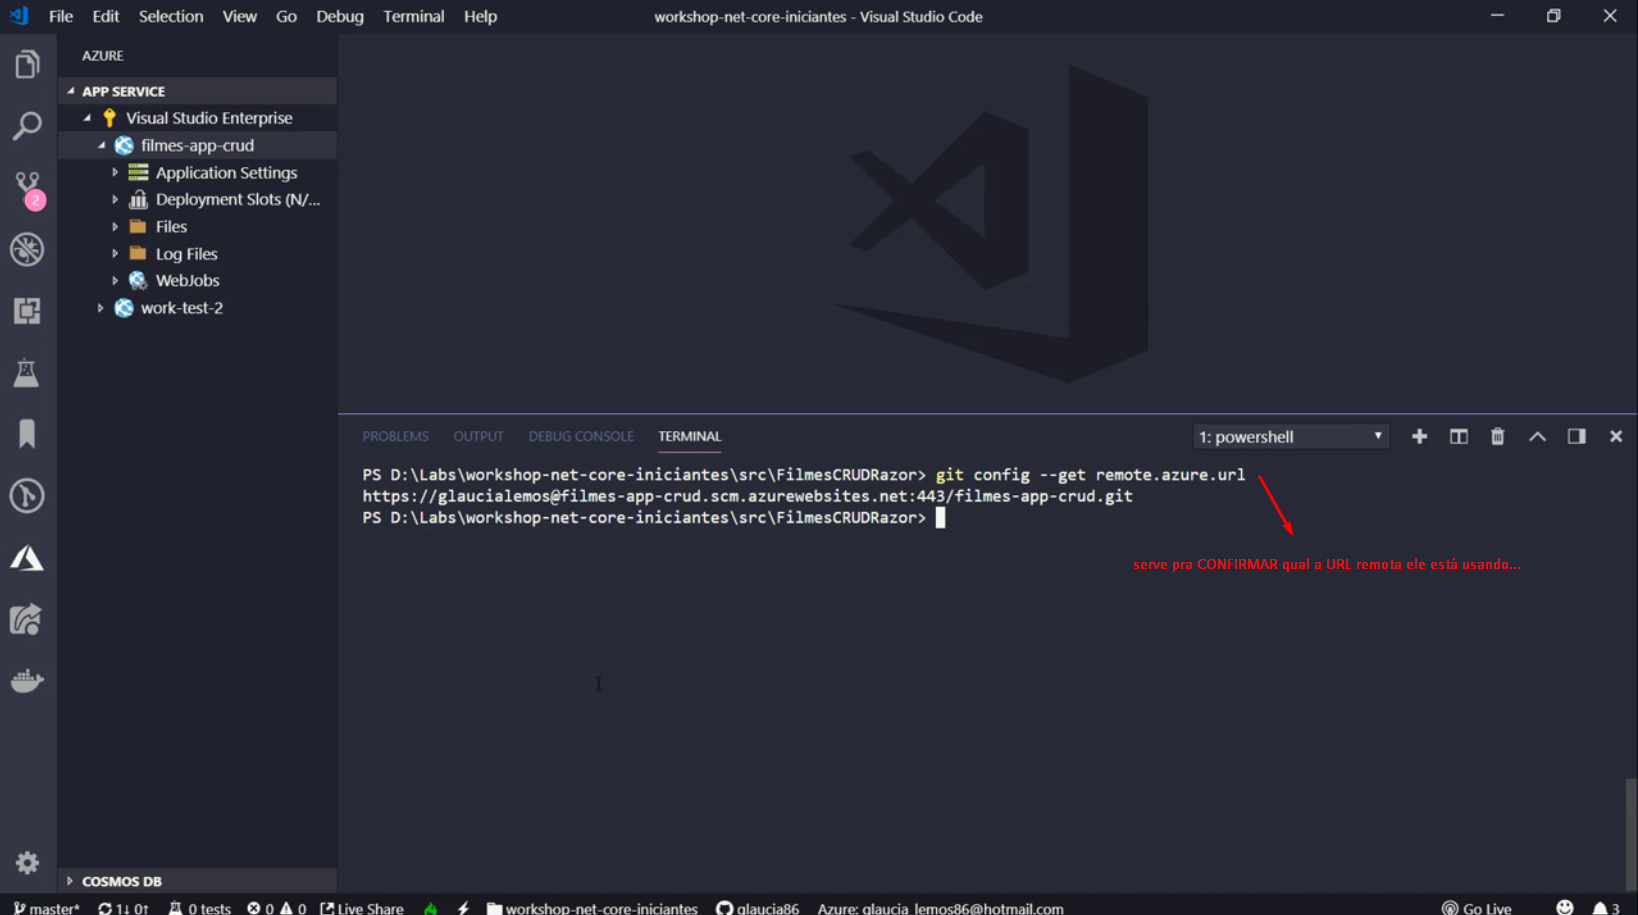 File Edit Selection View Go Debug Terminal Help
workshop-net-core-iniciantes - Visual Studio Code
AZURE
APP SERVICE
Visual Studio Enterprise
filmes-app-crud
Application Settings
Deployment Slots (N/...
Files
Log Files
WebJobs
work-test-2
2
COSMOS DB
PROBLEMS OUTPUT DEBUG CONSOLE TERMINAL
1: powershell
PS D:\Labs\workshop-net-core-iniciantes\src\FilmesCRUDRazor> git config --get remote.azure.url
https://glaucialemos@filmes-app-crud.scm.azurewebsites.net:443/filmes-app-crud.git
PS D:\Labs\workshop-net-core-iniciantes\src\FilmesCRUDRazor>
serve pra CONFIRMAR qual a URL remota ele está usando...
master* 1↓ 0↑ 0 tests 0 0 Live Share workshop-net-core-iniciantes glaucia86 Azure: glaucia_lemos86@hotmail.com Go Live 3